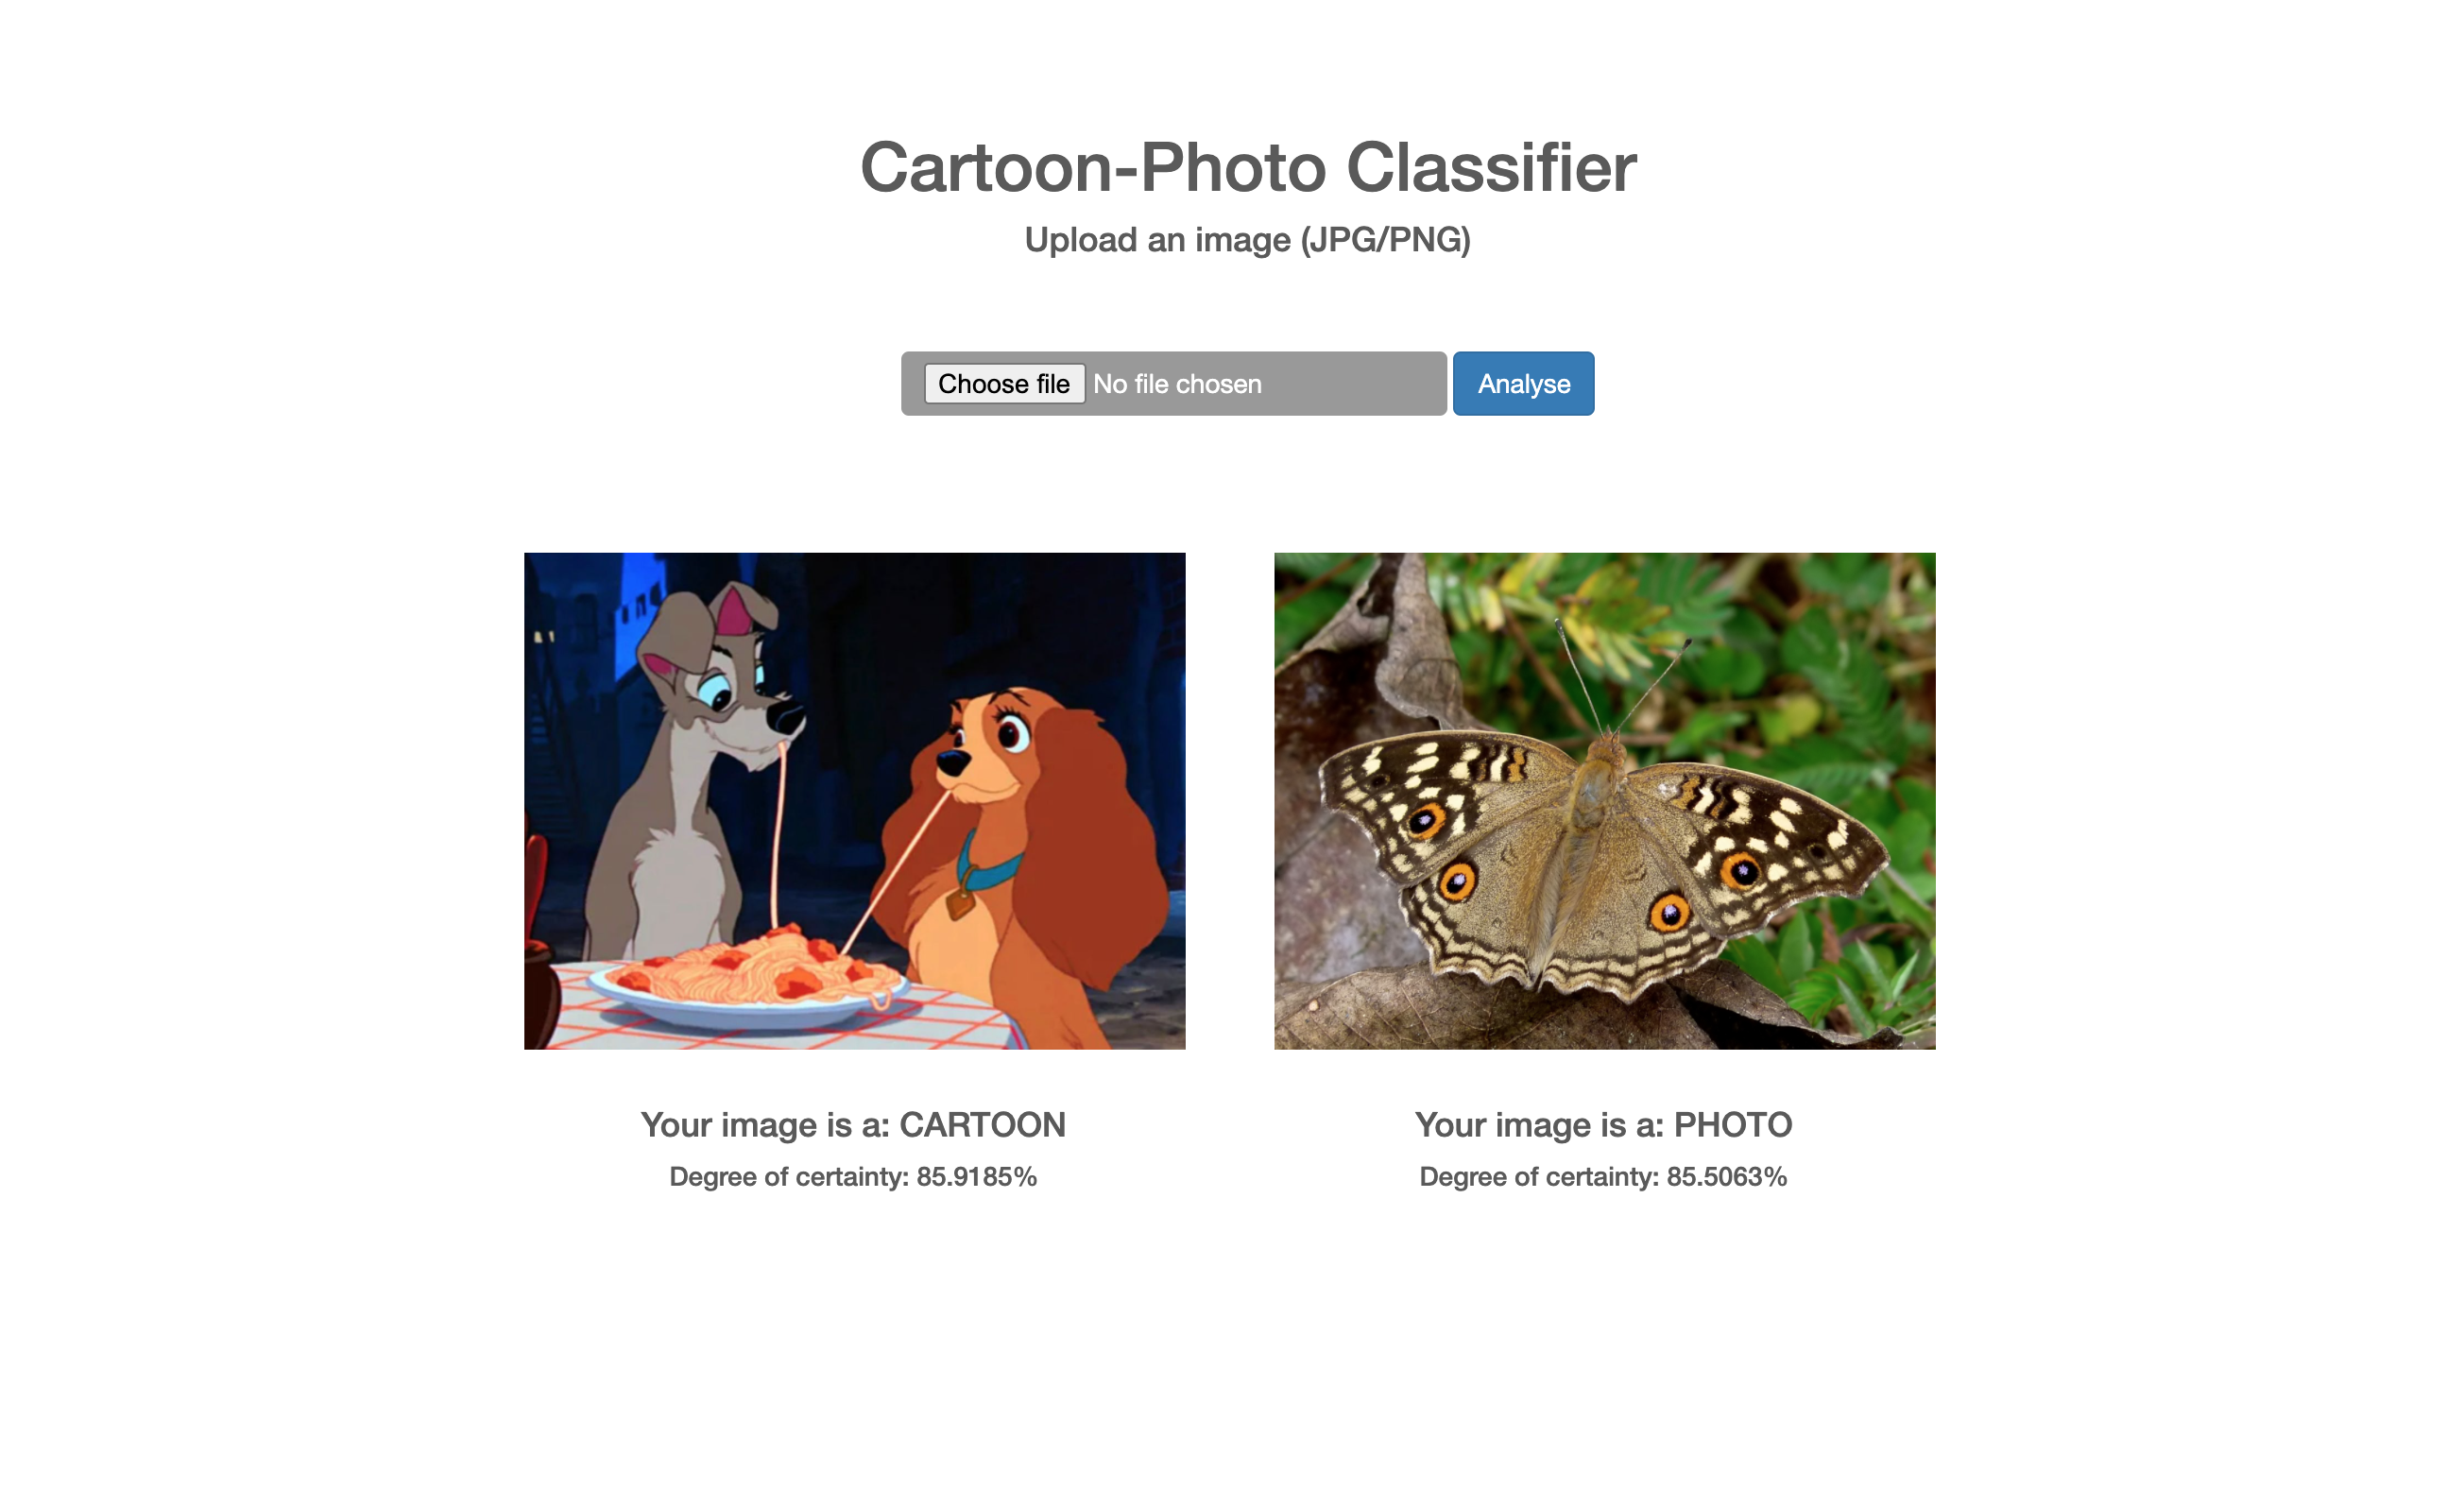 Cartoon-Photo Classifier
Upload an image (JPG/PNG)
Choose file No file chosen Analyse
Your image is a: CARTOON
Degree of certainty: 85.9185%
Your image is a: PHOTO
Degree of certainty: 85.5063%